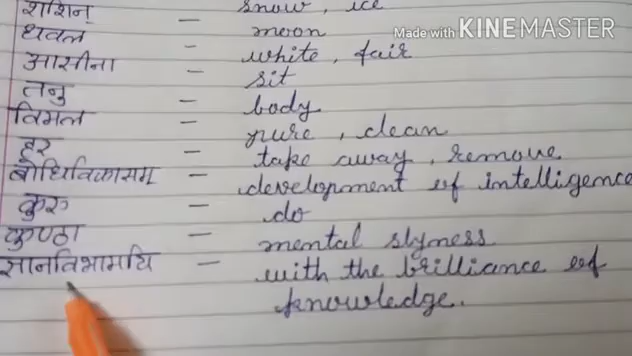 शशिन् – snow, ice
धवल – moon
आसीना – white, fair
तनु – sit
विमल – body
हर – pure, clean
बोधिविकासम् – take away, remove
कुरु – development of intelligence
कुण्ठा – do
ज्ञानविभामयि – mental slyness
with the brilliance of
knowledge.
Made with KINEMASTER